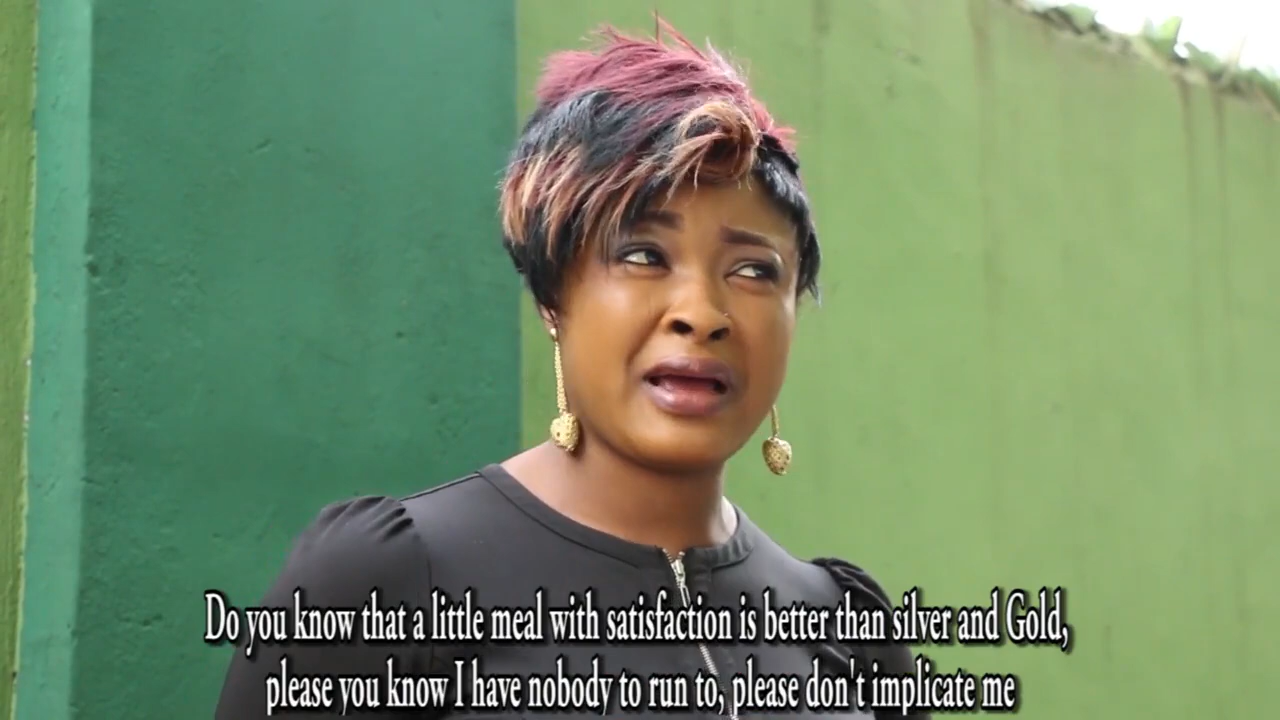 Do you know that a little meal with satisfaction is better than silver and Gold,
please you know I have nobody to run to, please don't implicate me